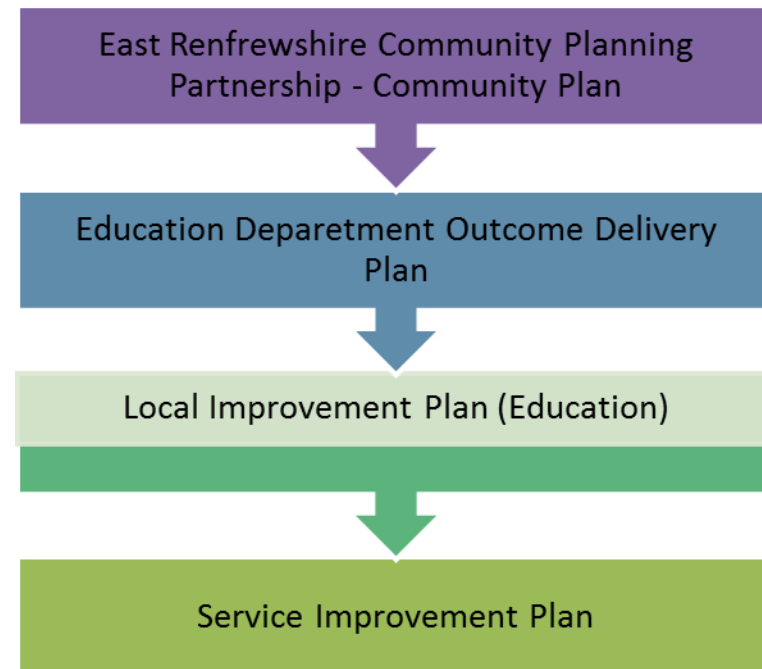 East Renfrewshire Community Planning
Partnership - Community Plan
Education Deparetment Outcome Delivery
Plan
Local Improvement Plan (Education)
Service Improvement Plan